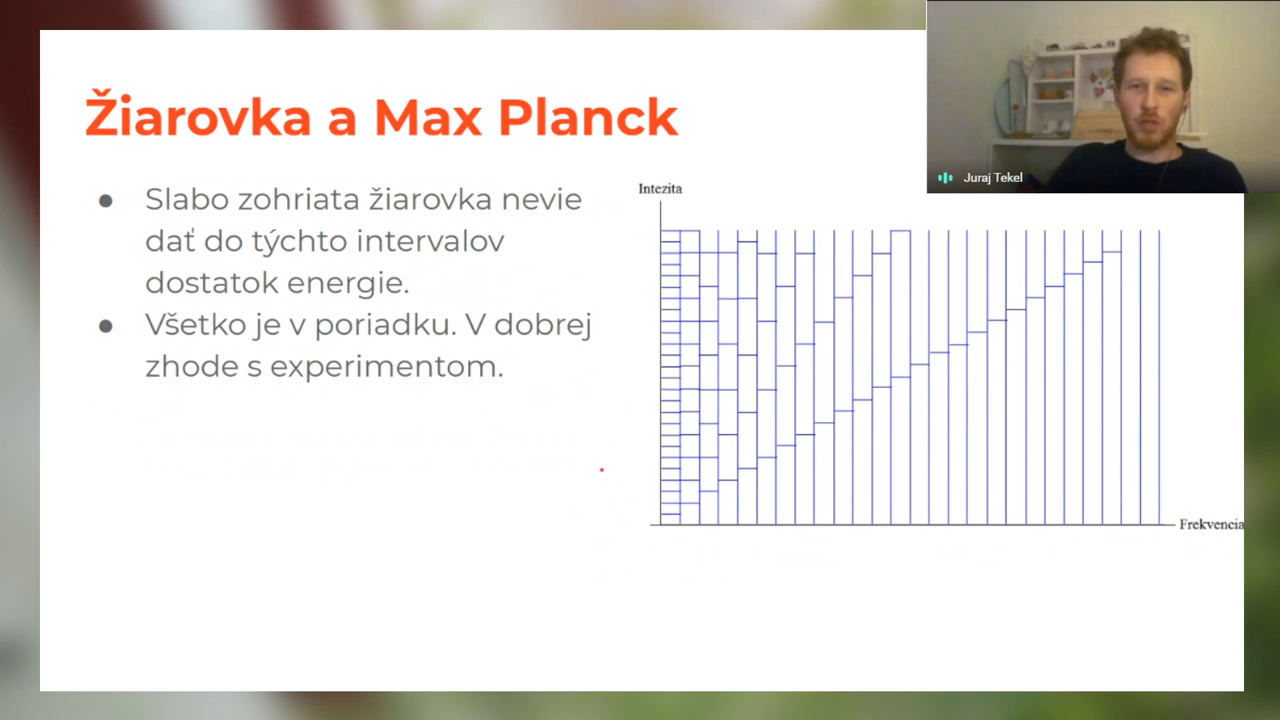 Žiarovka a Max Planck
Slabo zohriata žiarovka nevie
dať do týchto intervalov
dostatok energie.
Všetko je v poriadku. V dobrej
zhode s experimentom.
Juraj Tekel
Intezita
Frekvencia